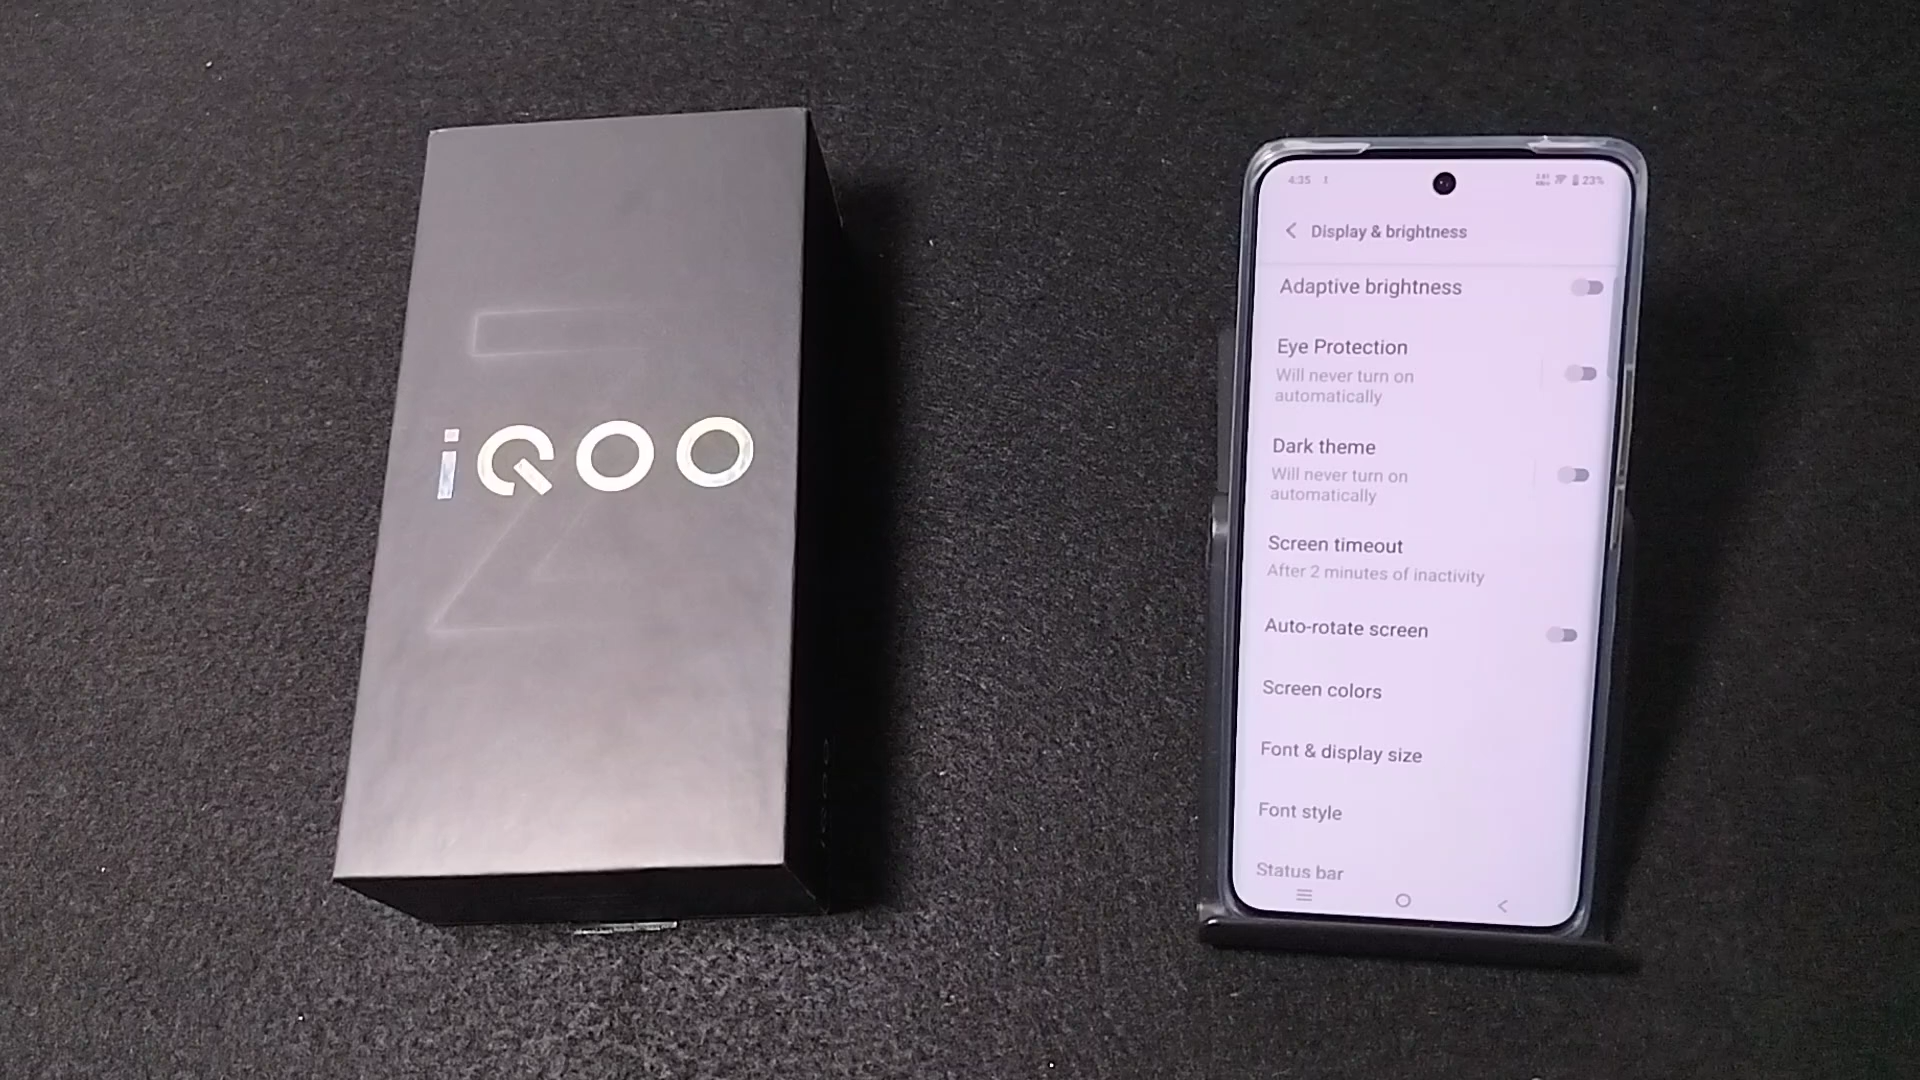 iQOO
Z
4:35
23%
Display & brightness
Adaptive brightness
Eye Protection
Will never turn on
automatically
Dark theme
Will never turn on
automatically
Screen timeout
After 2 minutes of inactivity
Auto-rotate screen
Screen colors
Font & display size
Font style
Status bar